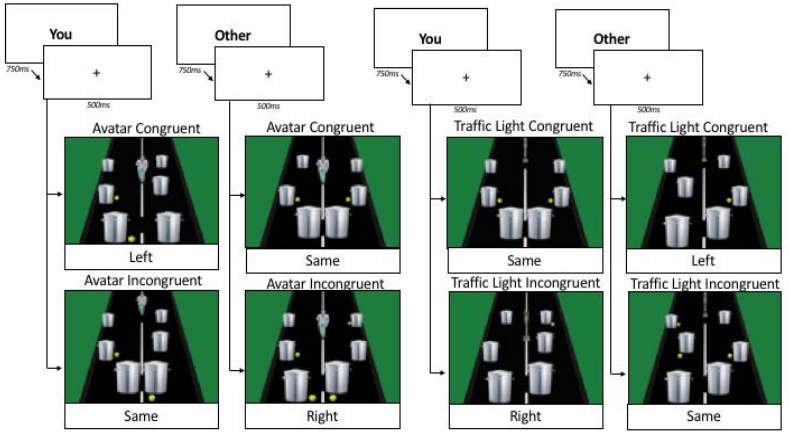 You
Other
You
Other
+
+
+
+
750ms
750ms
750ms
750ms
500ms
500ms
500ms
500ms
Avatar Congruent
Avatar Congruent
Traffic Light Congruent
Traffic Light Congruent
Left
Same
Same
Left
Avatar Incongruent
Avatar Incongruent
Traffic Light Incongruent
Traffic Light Incongruent
Same
Right
Right
Same